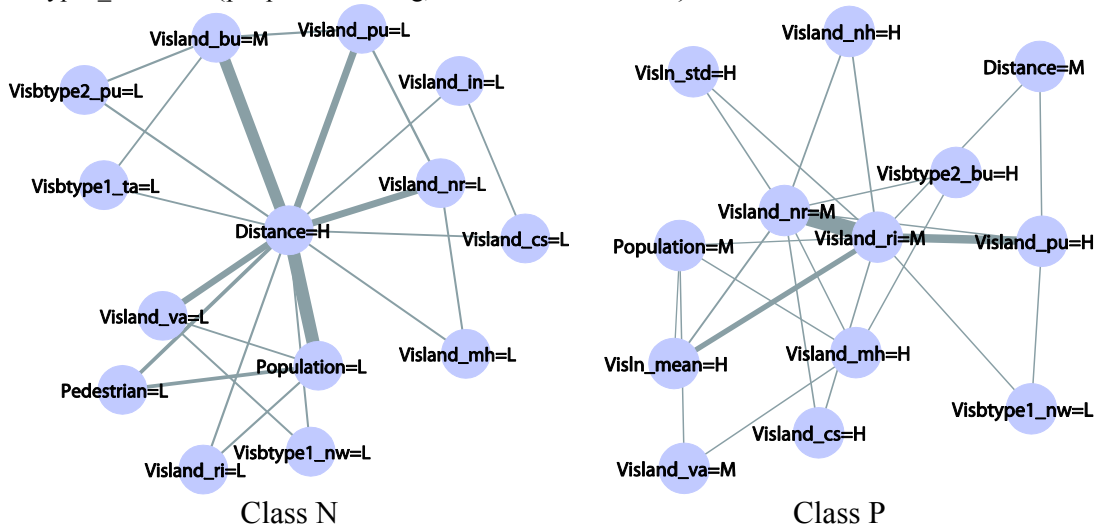 Visland_bu=M
Visland_pu=L
Visbtype2_pu=L
Visland_in=L
Visbtype1_ta=L
Visland_nr=L
Distance=H
Visland_cs=L
Visland_va=L
Visland_mh=L
Population=L
Pedestrian=L
Visland_ri=L
Visbtype1_nw=L
Class N
Visland_nh=H
Visln_std=H
Distance=M
Visbtype2_bu=H
Visland_nr=M
Population=M
Visland_ri=M
Visland_pu=H
Visln_mean=H
Visland_mh=H
Visbtype1_nw=L
Visland_cs=H
Visland_va=M
Class P